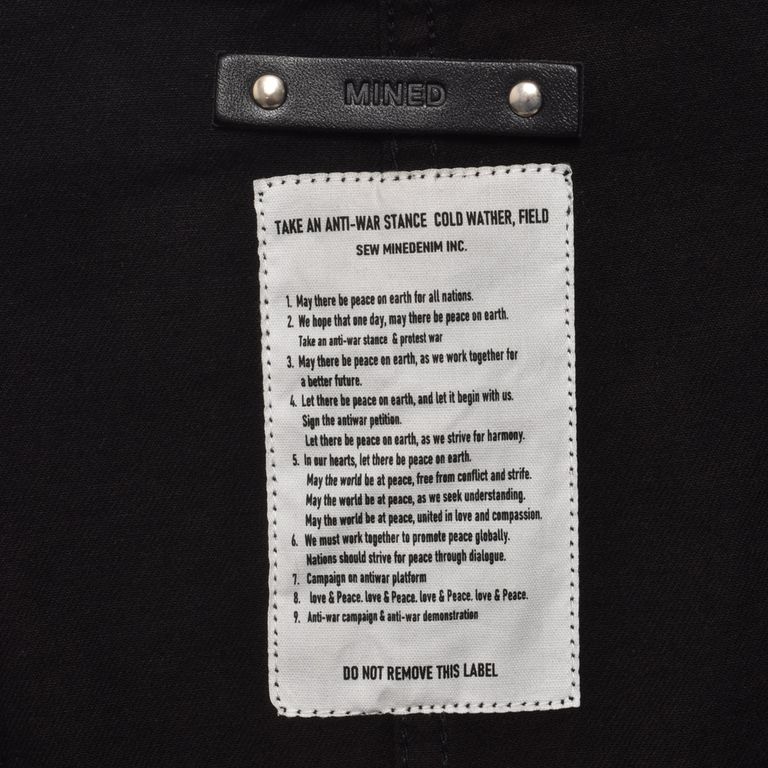 MINED
TAKE AN ANTI-WAR STANCE COLD WATHER, FIELD
SEW MINEDENIM INC.
1. May there be peace on earth for all nations.
2. We hope that one day, may there be peace on earth.
Take an anti-war stance & protest war
3. May there be peace on earth, as we work together for
a better future.
4. Let there be peace on earth, and let it begin with us.
Sign the antiwar petition.
Let there be peace on earth, as we strive for harmony.
5. In our hearts, let there be peace on earth.
May the world be at peace, free from conflict and strife.
May the world be at peace, as we seek understanding.
May the world be at peace, united in love and compassion.
6. We must work together to promote peace globally.
Nations should strive for peace through dialogue.
7. Campaign on antiwar platform
8. love & Peace. love & Peace. love & Peace. love & Peace.
9. Anti-war campaign & anti-war demonstration
DO NOT REMOVE THIS LABEL